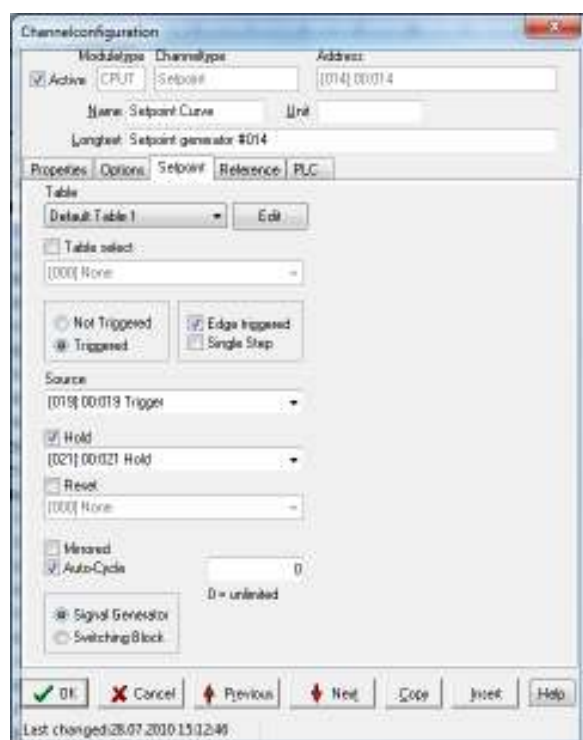 Channelconfiguration
Moduletype Channeltype Address
Active CPUT Setpoint [014] 00:014
Name Setpoint Curve Unit
Longtext Setpoint generator #014
Properties Options Setpoint Reference PLC
Table
Default Table 1 Edit
Table select
[000] None
Not Triggered Edge triggered
Triggered Single Step
Source
[019] 00:019 Trigger
Hold
[021] 00:021 Hold
Reset
[000] None
Mirrored
Auto-Cycle 0
0 = unlimited
Signal Generator
Switching Block
OK Cancel Previous Next Copy Insert Help
Last changed:28.07.2010 15:12:46